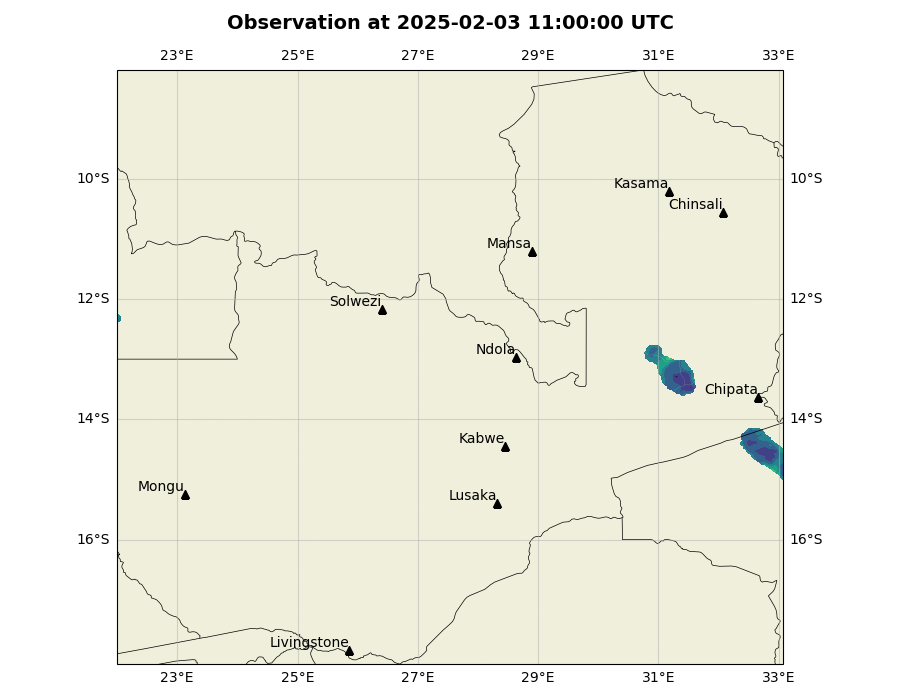 Observation at 2025-02-03 11:00:00 UTC
23°E 25°E 27°E 29°E 31°E 33°E
10°S 10°S
Kasama
Chinsali
Mansa
12°S 12°S
Solwezi
Ndola
Chipata
14°S 14°S
Kabwe
Mongu
Lusaka
16°S 16°S
Livingstone
23°E 25°E 27°E 29°E 31°E 33°E